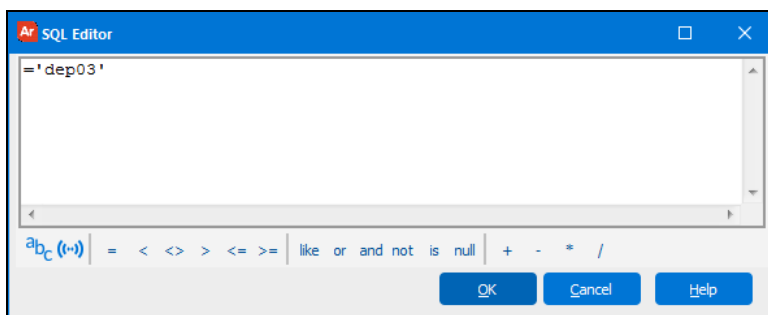 Ar SQL Editor
='dep03'
abc ((··)) = < <> > <= >= like or and not is null + - * /
OK Cancel Help